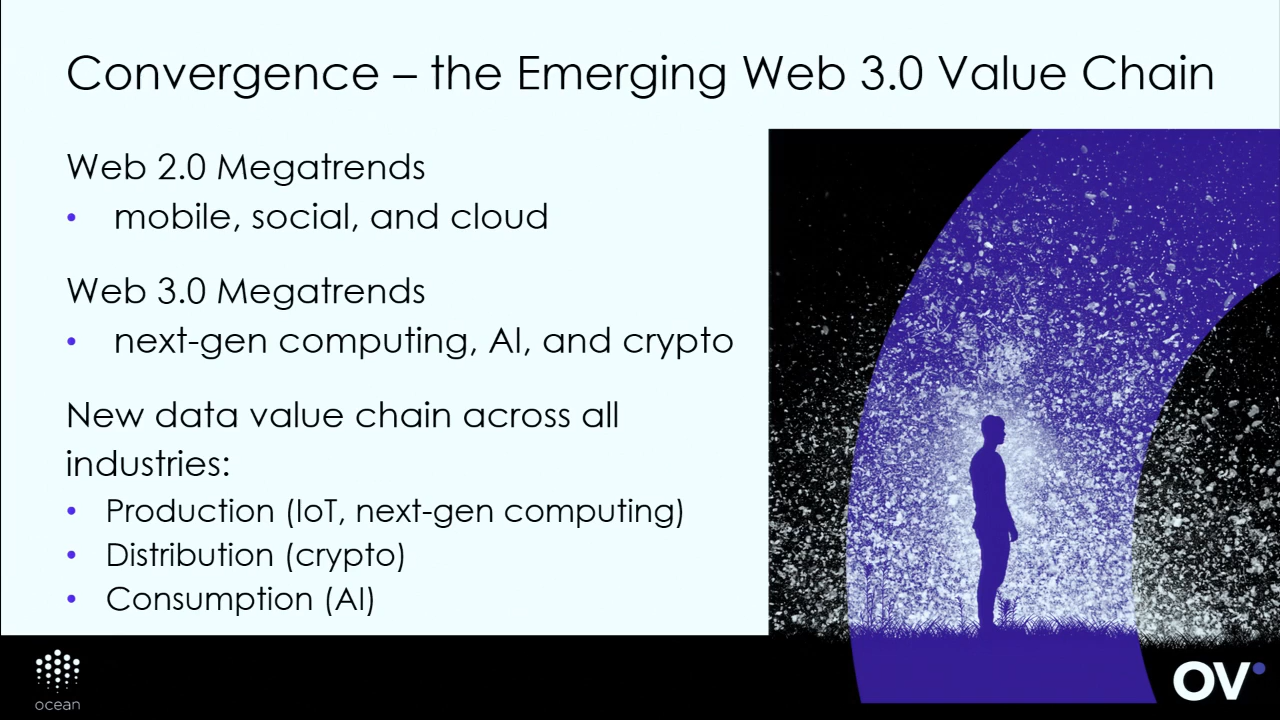 Convergence – the Emerging Web 3.0 Value Chain
Web 2.0 Megatrends
• mobile, social, and cloud
Web 3.0 Megatrends
• next-gen computing, AI, and crypto
New data value chain across all
industries:
• Production (IoT, next-gen computing)
• Distribution (crypto)
• Consumption (AI)
ocean
OV